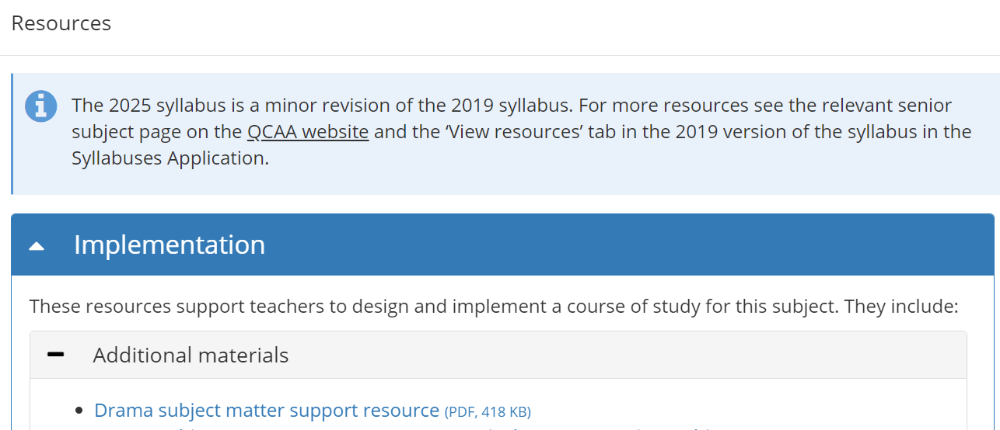 Resources
The 2025 syllabus is a minor revision of the 2019 syllabus. For more resources see the relevant senior
subject page on the QCAA website and the ‘View resources’ tab in the 2019 version of the syllabus in the
Syllabuses Application.
Implementation
These resources support teachers to design and implement a course of study for this subject. They include:
Additional materials
Drama subject matter support resource (PDF, 418 KB)